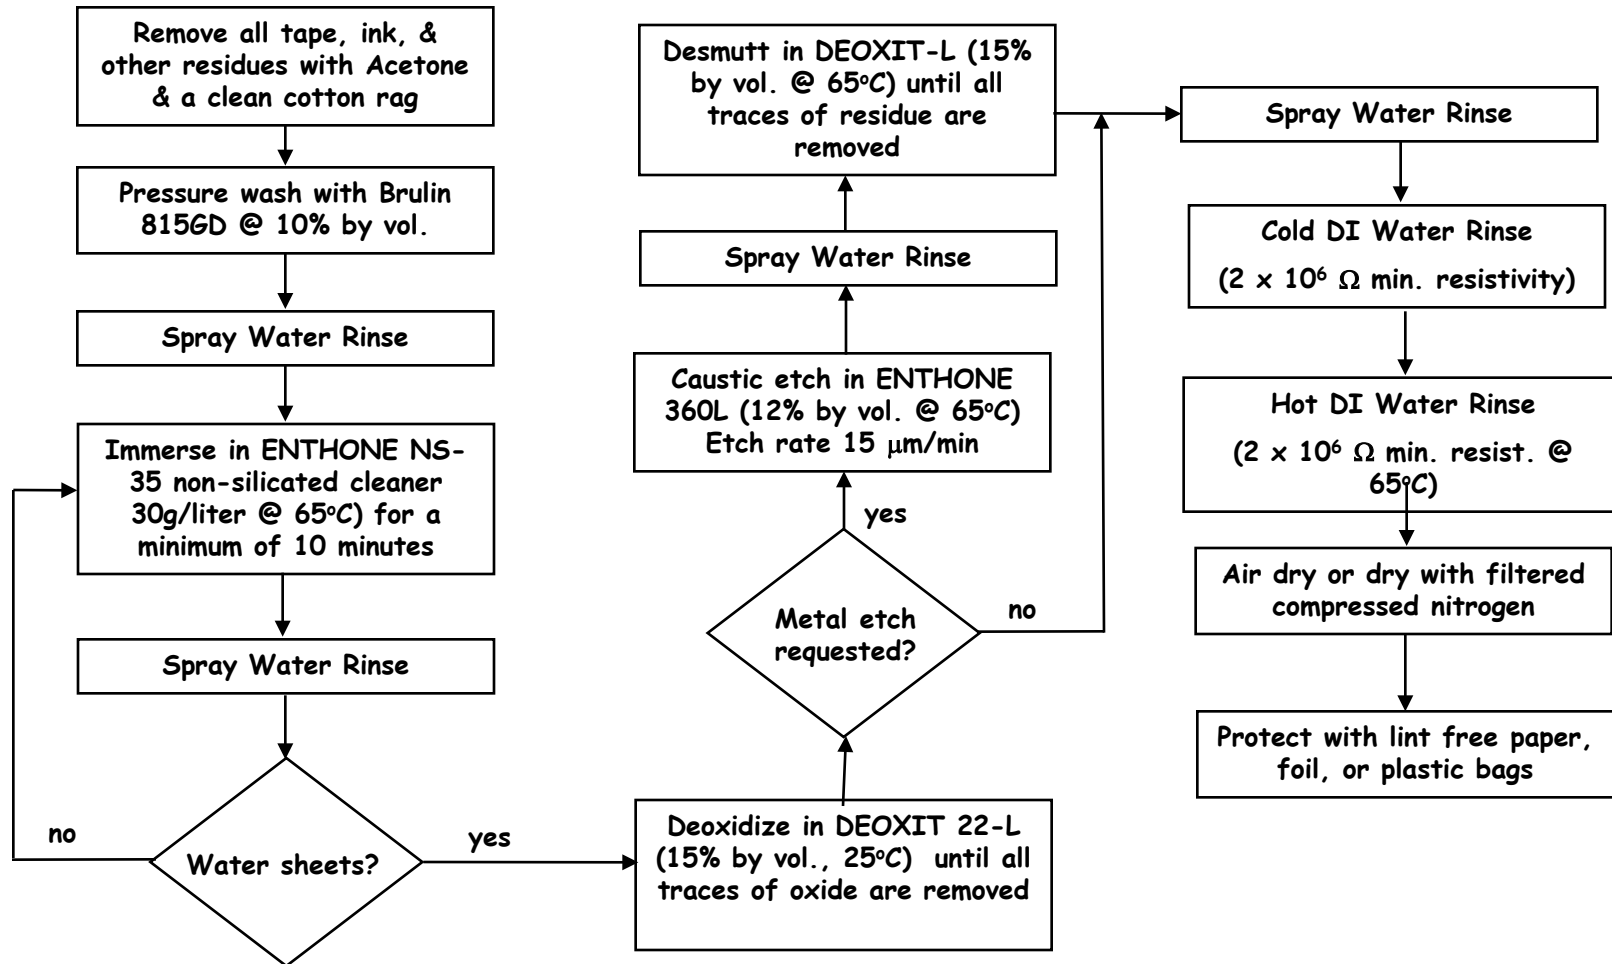 Remove all tape, ink, &
other residues with Acetone
& a clean cotton rag
Pressure wash with Brulin
815GD @ 10% by vol.
Spray Water Rinse
Immerse in ENTHONE NS-
35 non-silicated cleaner
30g/liter @ 65°C) for a
minimum of 10 minutes
Spray Water Rinse
Water sheets?
no
yes
Deoxidize in DEOXIT 22-L
(15% by vol., 25°C) until all
traces of oxide are removed
Metal etch
requested?
yes
no
Caustic etch in ENTHONE
360L (12% by vol. @ 65°C)
Etch rate 15 μm/min
Spray Water Rinse
Desmutt in DEOXIT-L (15%
by vol. @ 65°C) until all
traces of residue are
removed
Spray Water Rinse
Cold DI Water Rinse
(2 x 10⁶ Ω min. resistivity)
Hot DI Water Rinse
(2 x 10⁶ Ω min. resist. @
65°C)
Air dry or dry with filtered
compressed nitrogen
Protect with lint free paper,
foil, or plastic bags